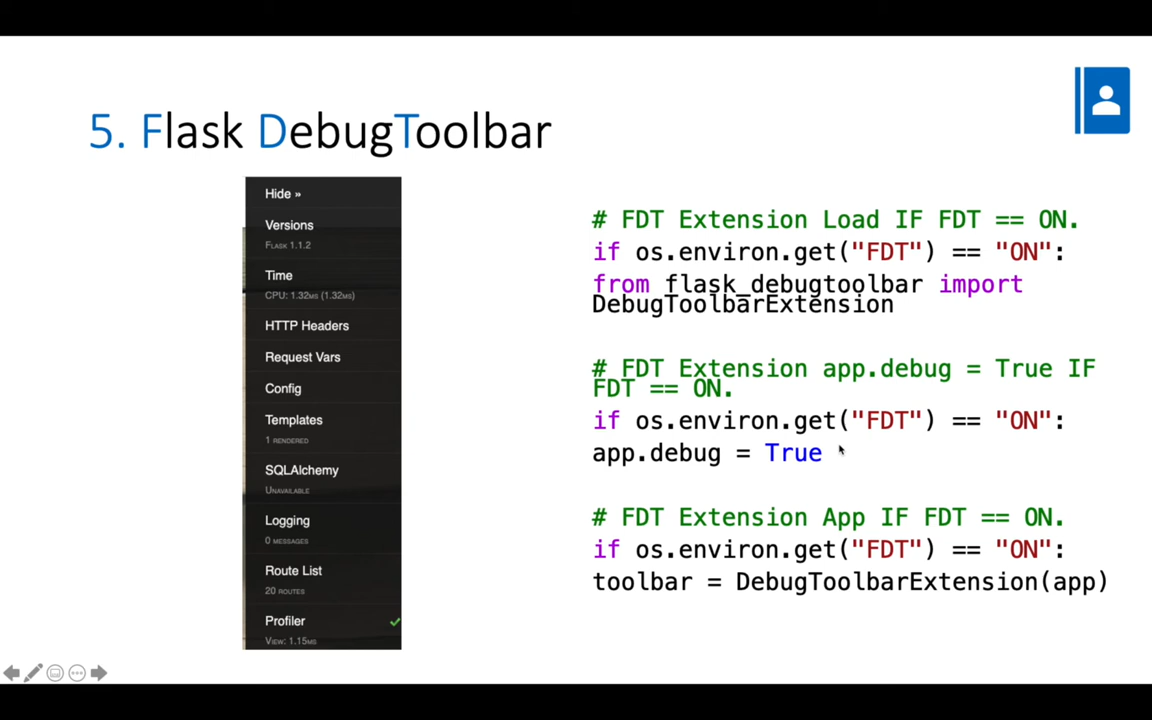 5. Flask DebugToolbar
Hide »
Versions
FLASK 1.1.2
Time
CPU: 1.32MS (1.32MS)
HTTP Headers
Request Vars
Config
Templates
1 RENDERED
SQLAlchemy
UNAVAILABLE
Logging
0 MESSAGES
Route List
20 ROUTES
Profiler
VIEW: 1.15MS
# FDT Extension Load IF FDT == ON.
if os.environ.get("FDT") == "ON":
from flask_debugtoolbar import
DebugToolbarExtension
# FDT Extension app.debug = True IF
FDT == ON.
if os.environ.get("FDT") == "ON":
app.debug = True
# FDT Extension App IF FDT == ON.
if os.environ.get("FDT") == "ON":
toolbar = DebugToolbarExtension(app)